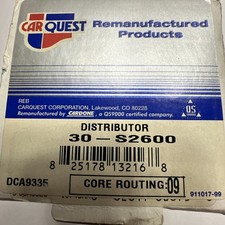 CARQUEST
Remanufactured
Products
REB
CARQUEST CORPORATION, Lakewood, CO 80228
Remanufactured by CARDONE, a QS9000 certified company.
QS
DISTRIBUTOR
30-S2600
8 25178 13216 8
DCA9335
CORE ROUTING: 09
911017-99